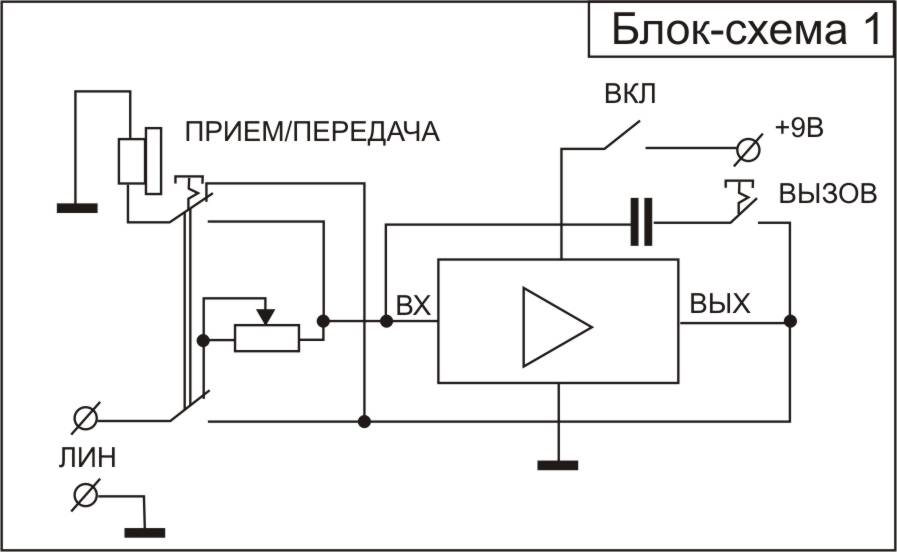 Блок-схема 1
ВКЛ
ПРИЕМ/ПЕРЕДАЧА
+9В
ВЫЗОВ
ВХ
ВЫХ
ЛИН